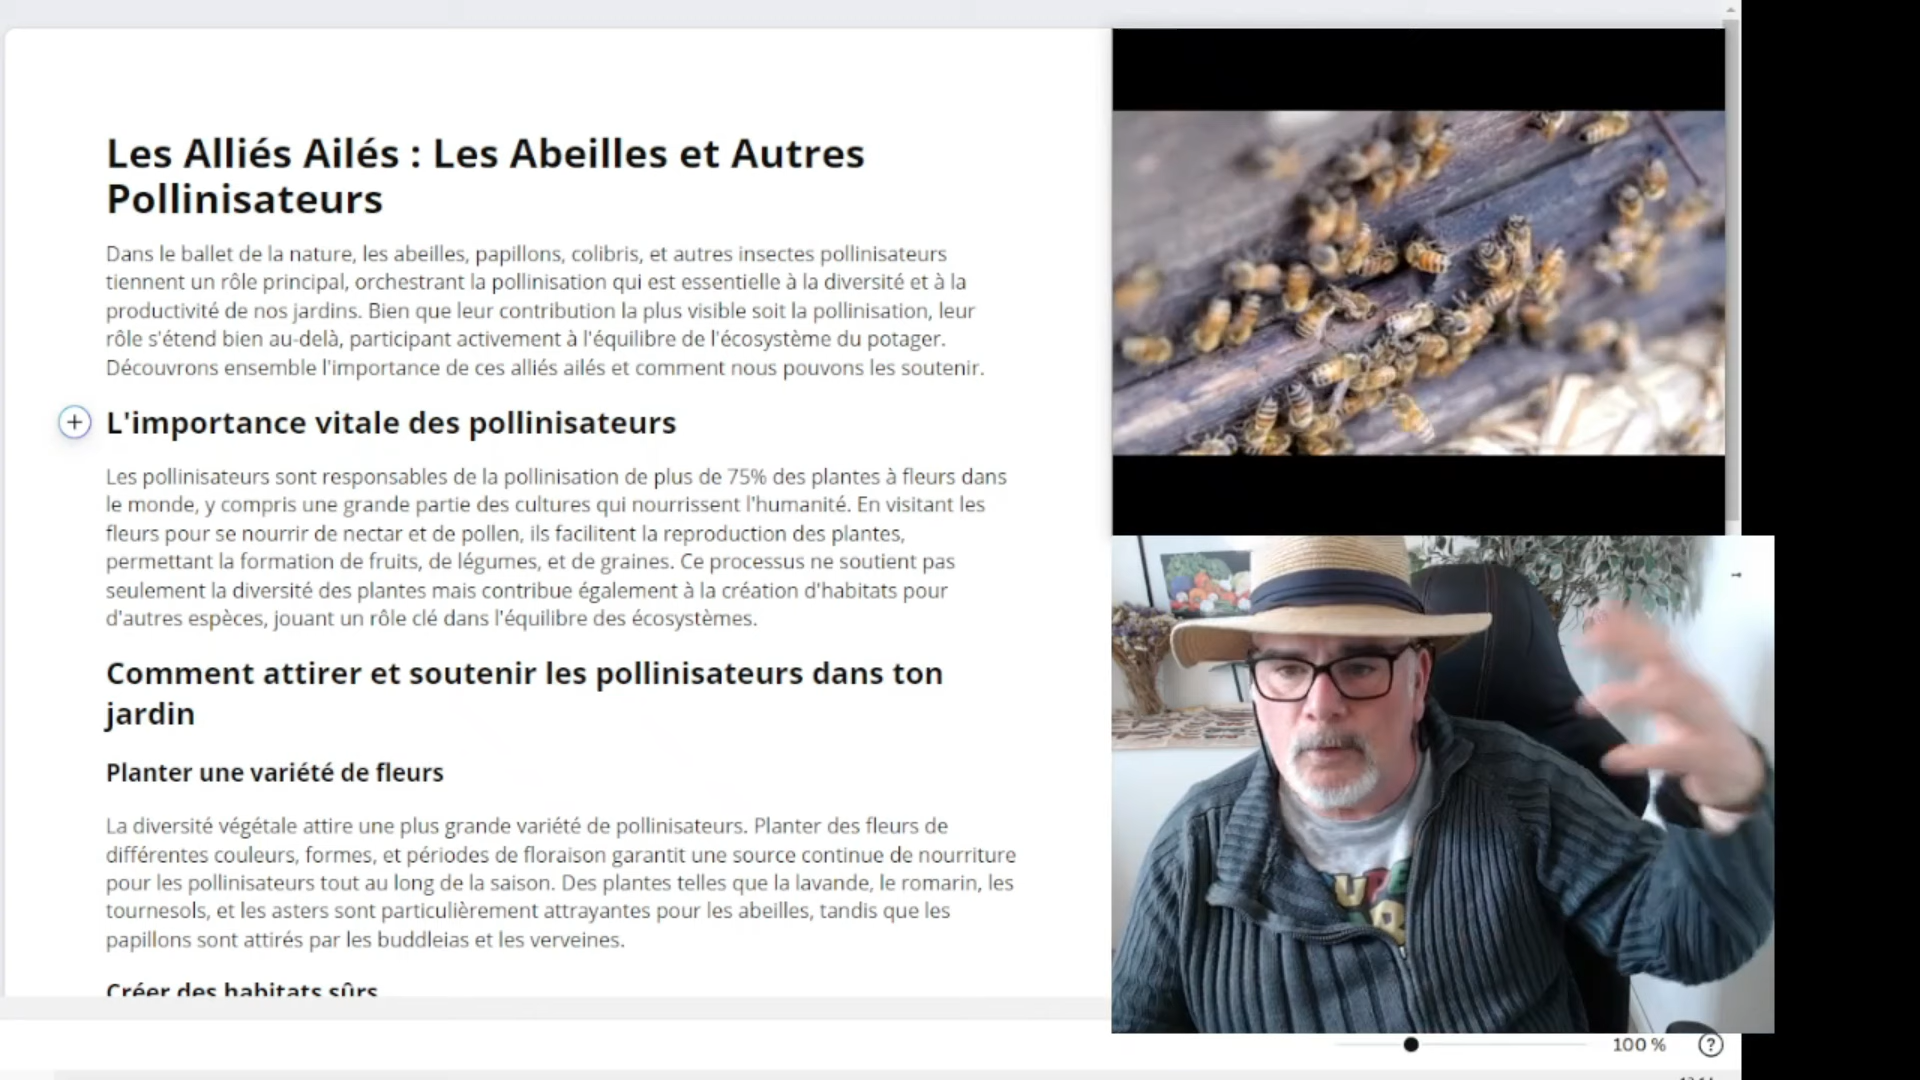 Les Alliés Ailés : Les Abeilles et Autres
Pollinisateurs
Dans le ballet de la nature, les abeilles, papillons, colibris, et autres insectes pollinisateurs
tiennent un rôle principal, orchestrant la pollinisation qui est essentielle à la diversité et à la
productivité de nos jardins. Bien que leur contribution la plus visible soit la pollinisation, leur
rôle s'étend bien au-delà, participant activement à l'équilibre de l'écosystème du potager.
Découvrons ensemble l'importance de ces alliés ailés et comment nous pouvons les soutenir.
L'importance vitale des pollinisateurs
Les pollinisateurs sont responsables de la pollinisation de plus de 75% des plantes à fleurs dans
le monde, y compris une grande partie des cultures qui nourrissent l'humanité. En visitant les
fleurs pour se nourrir de nectar et de pollen, ils facilitent la reproduction des plantes,
permettant la formation de fruits, de légumes, et de graines. Ce processus ne soutient pas
seulement la diversité des plantes mais contribue également à la création d'habitats pour
d'autres espèces, jouant un rôle clé dans l'équilibre des écosystèmes.
Comment attirer et soutenir les pollinisateurs dans ton
jardin
Planter une variété de fleurs
La diversité végétale attire une plus grande variété de pollinisateurs. Planter des fleurs de
différentes couleurs, formes, et périodes de floraison garantit une source continue de nourriture
pour les pollinisateurs tout au long de la saison. Des plantes telles que la lavande, le romarin, les
tournesols, et les asters sont particulièrement attrayantes pour les abeilles, tandis que les
papillons sont attirés par les buddleias et les verveines.
Créer des habitats sûrs
100 %